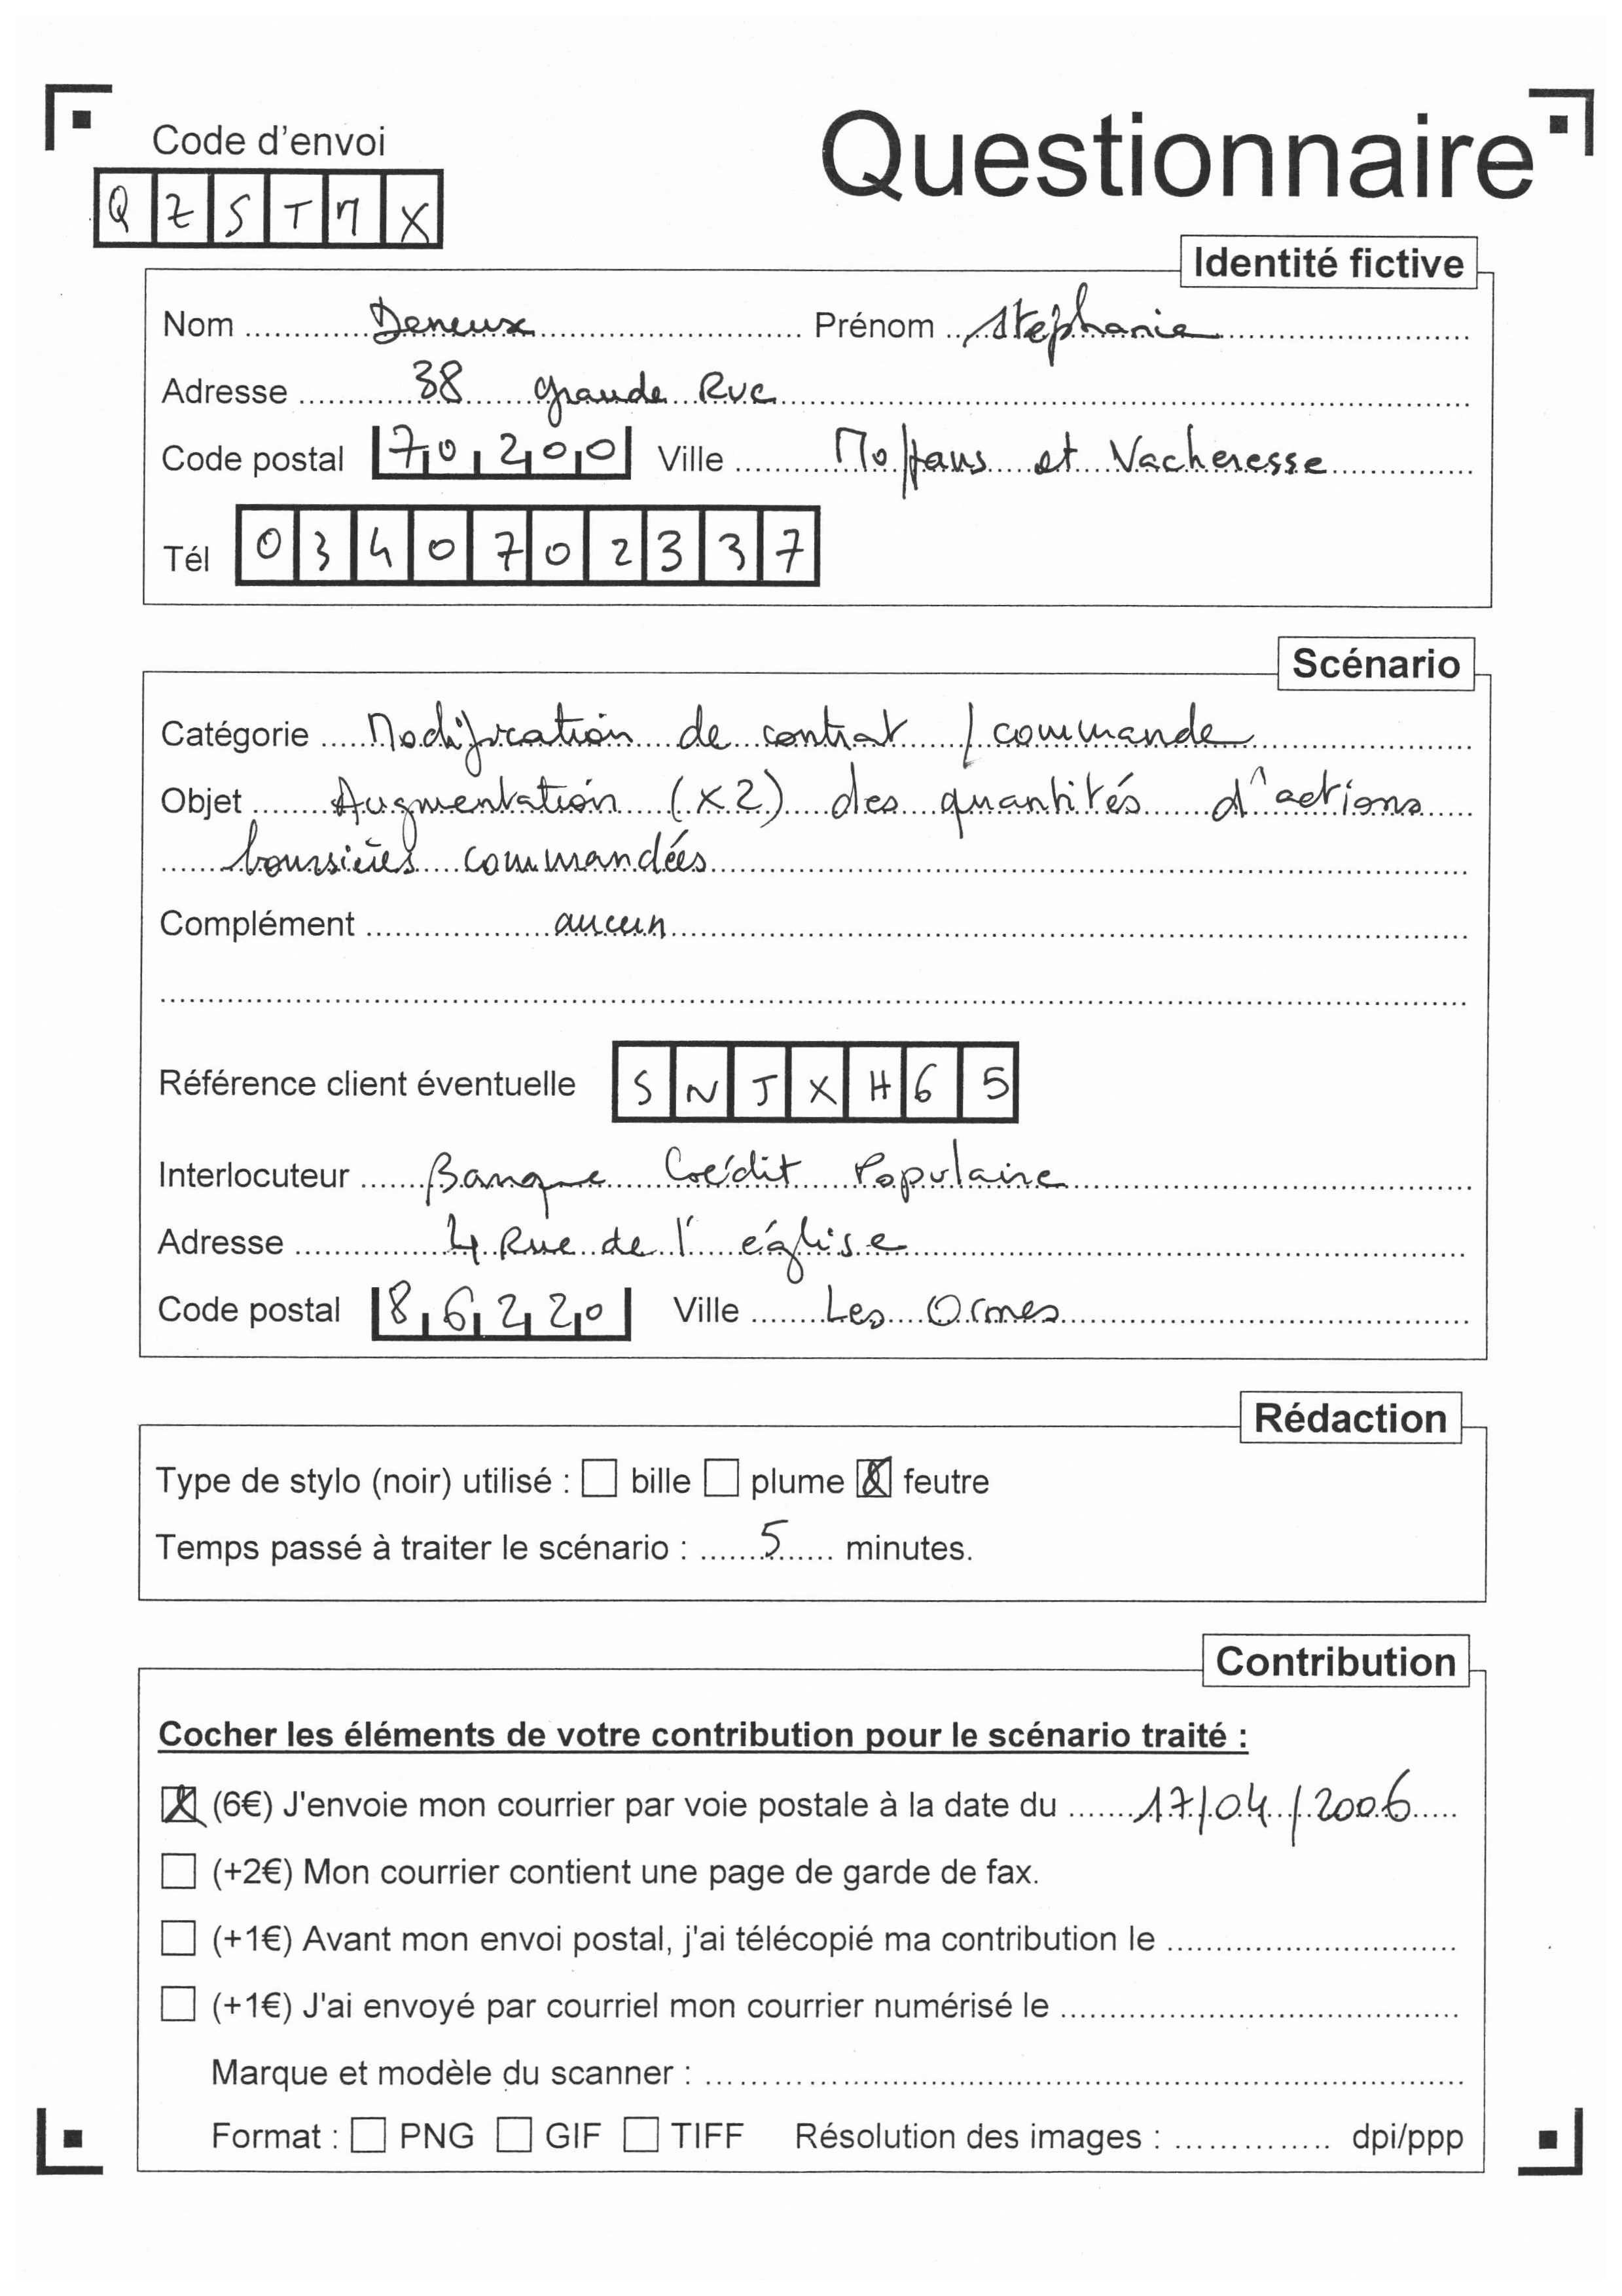 Code d'envoi
Questionnaire
Q Z S T M X
Identité fictive
Nom Deneux Prénom Stephanie
Adresse 38 grande Rue
Code postal 70200 Ville Moffans et Vacheresse
Tél 0340702337
Scénario
Catégorie Modification de contrat / commande
Objet Augmentation (x2) des quantités d'actions
boursières commandées
Complément aucun
Référence client éventuelle S N J X H 6 5
Interlocuteur Banque Crédit Populaire
Adresse 4 Rue de l'église
Code postal 86220 Ville Les Ormes
Rédaction
Type de stylo (noir) utilisé : ☐ bille ☐ plume ☒ feutre
Temps passé à traiter le scénario : 5 minutes.
Contribution
Cocher les éléments de votre contribution pour le scénario traité :
☒ (6€) J'envoie mon courrier par voie postale à la date du 17/04/2006
☐ (+2€) Mon courrier contient une page de garde de fax.
☐ (+1€) Avant mon envoi postal, j'ai télécopié ma contribution le
☐ (+1€) J'ai envoyé par courriel mon courrier numérisé le
Marque et modèle du scanner :
Format : ☐ PNG ☐ GIF ☐ TIFF Résolution des images : dpi/ppp